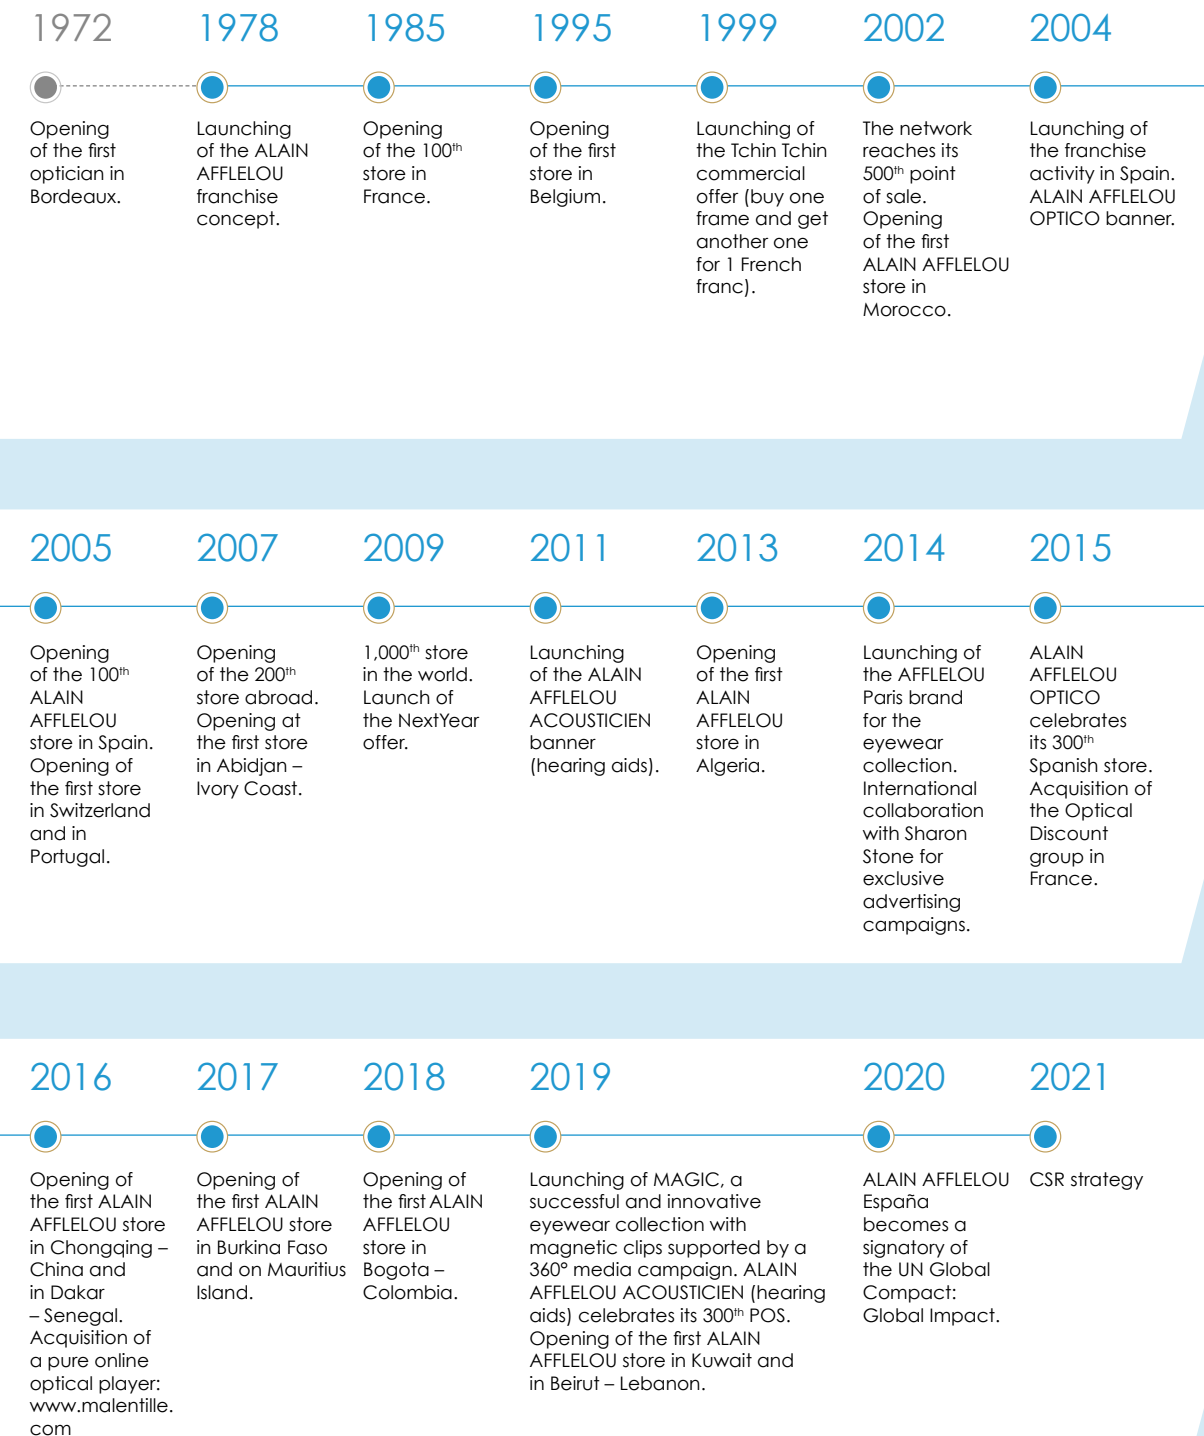 1972
Opening
of the first
optician in
Bordeaux.
1978
Launching
of the ALAIN
AFFLELOU
franchise
concept.
1985
Opening
of the 100th
store in
France.
1995
Opening
of the first
store in
Belgium.
1999
Launching of
the Tchin Tchin
commercial
offer (buy one
frame and get
another one
for 1 French
franc).
2002
The network
reaches its
500th point
of sale.
Opening
of the first
ALAIN AFFLELOU
store in
Morocco.
2004
Launching of
the franchise
activity in Spain.
ALAIN AFFLELOU
OPTICO banner.
2005
Opening
of the 100th
ALAIN
AFFLELOU
store in Spain.
Opening of
the first store
in Switzerland
and in
Portugal.
2007
Opening
of the 200th
store abroad.
Opening at
the first store
in Abidjan –
Ivory Coast.
2009
1,000th store
in the world.
Launch of
the NextYear
offer.
2011
Launching
of the ALAIN
AFFLELOU
ACOUSTICIEN
banner
(hearing aids).
2013
Opening
of the first
ALAIN
AFFLELOU
store in
Algeria.
2014
Launching of
the AFFLELOU
Paris brand
for the
eyewear
collection.
International
collaboration
with Sharon
Stone for
exclusive
advertising
campaigns.
2015
ALAIN
AFFLELOU
OPTICO
celebrates
its 300th
Spanish store.
Acquisition of
the Optical
Discount
group in
France.
2016
Opening of
the first ALAIN
AFFLELOU store
in Chongqing –
China and
in Dakar
– Senegal.
Acquisition of
a pure online
optical player:
www.malentille.
com
2017
Opening of
the first ALAIN
AFFLELOU store
in Burkina Faso
and on Mauritius
Island.
2018
Opening of
the first ALAIN
AFFLELOU
store in
Bogota –
Colombia.
2019
Launching of MAGIC, a
successful and innovative
eyewear collection with
magnetic clips supported by a
360° media campaign. ALAIN
AFFLELOU ACOUSTICIEN (hearing
aids) celebrates its 300th POS.
Opening of the first ALAIN
AFFLELOU store in Kuwait and
in Beirut – Lebanon.
2020
ALAIN AFFLELOU
España
becomes a
signatory of
the UN Global
Compact:
Global Impact.
2021
CSR strategy